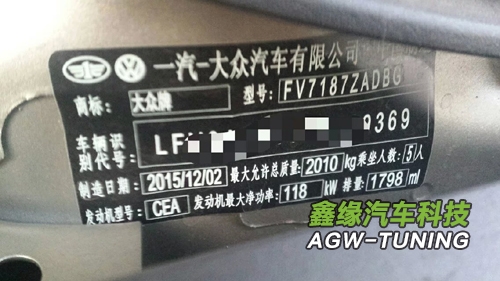 一汽-大众汽车有限公司
商标: 大众牌 型号: FV7187ZADBG
车辆识别代号: LF 369
制造日期: 2015/12/02 最大允许总质量: 2010 kg 乘坐人数: 5 人
发动机型号: CEA 发动机最大净功率: 118 kW 排量: 1798 ml
鑫缘汽车科技
AGW-TUNING